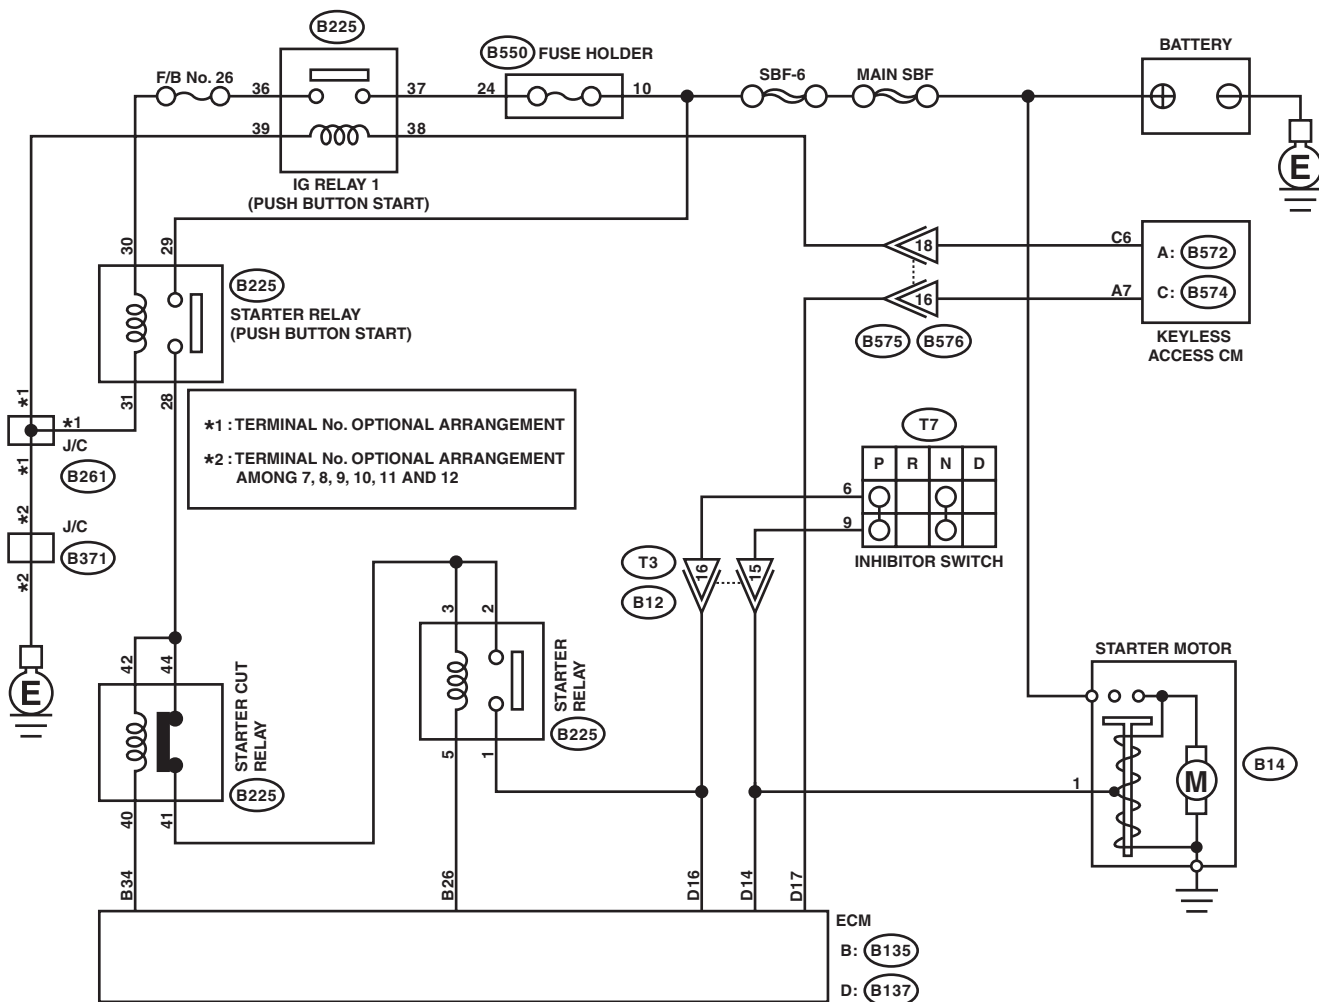 B225
BATTERY
B550 FUSE HOLDER
SBF-6
MAIN SBF
F/B No. 26
36
37
24
10
39
38
E
IG RELAY 1
(PUSH BUTTON START)
30
29
18
C6
A: B572
B225
STARTER RELAY
(PUSH BUTTON START)
16
A7
C: B574
B575
B576
KEYLESS
ACCESS CM
31
28
*1
*1
J/C
B261
*1
*1 : TERMINAL No. OPTIONAL ARRANGEMENT
*2 : TERMINAL No. OPTIONAL ARRANGEMENT
AMONG 7, 8, 9, 10, 11 AND 12
T7
P R N D
6
9
INHIBITOR SWITCH
*2
J/C
B371
*2
T3
B12
16
15
3
2
STARTER
RELAY
B225
5
1
E
42
44
STARTER CUT
RELAY
B225
40
41
STARTER MOTOR
1
M
B14
B34
B26
D16
D14
D17
ECM
B: B135
D: B137